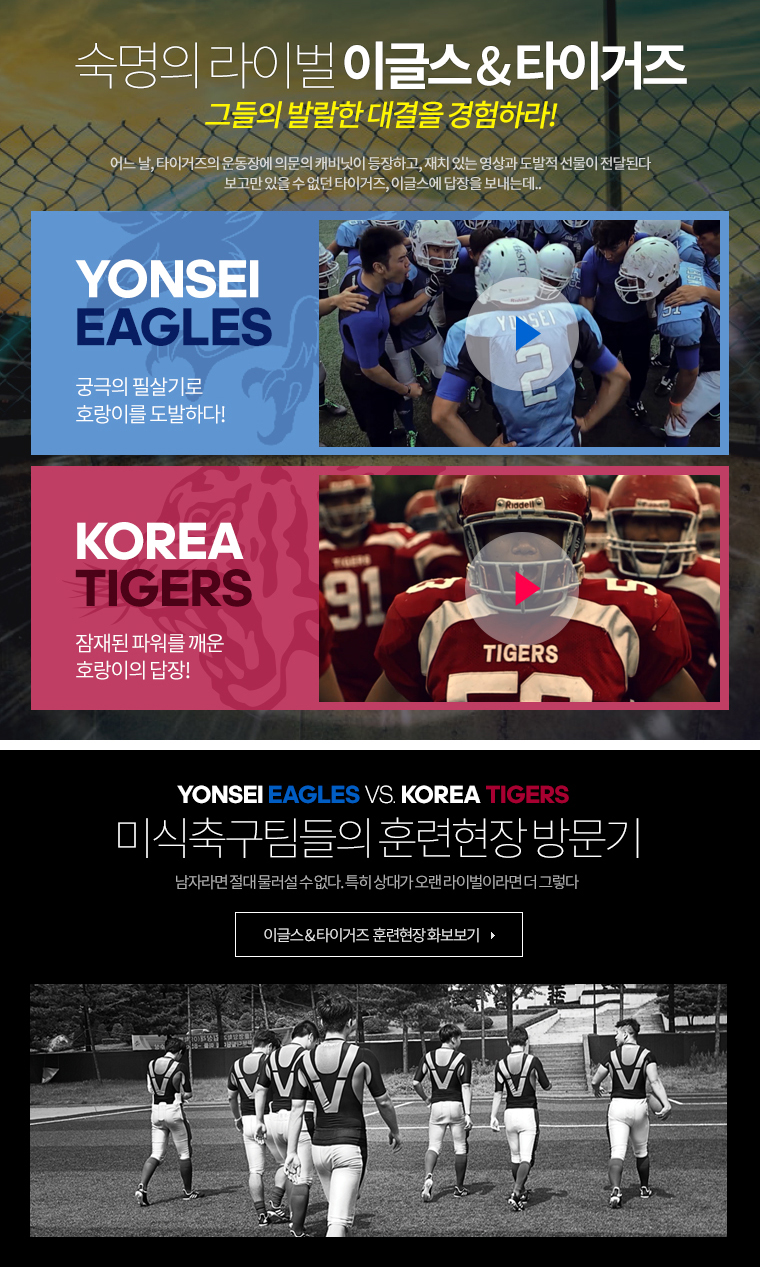 숙명의 라이벌 이글스 & 타이거즈
그들의 발랄한 대결을 경험하라!
어느 날, 타이거즈의 운동장에 의문의 캐비닛이 등장하고, 재치 있는 영상과 도발적 선물이 전달된다
보고만 있을 수 없던 타이거즈, 이글스에 답장을 보내는데..
YONSEI
EAGLES
궁극의 필살기로
호랑이를 도발하다!
YONSEI
2
51
KOREA
TIGERS
잠재된 파워를 깨운
호랑이의 답장!
Riddell
TIGERS
91
TIGERS
YONSEI EAGLES VS. KOREA TIGERS
미식축구팀들의 훈련현장 방문기
남자라면 절대 물러설 수 없다. 특히 상대가 오랜 라이벌이라면 더 그렇다
이글스 & 타이거즈 훈련현장 화보보기